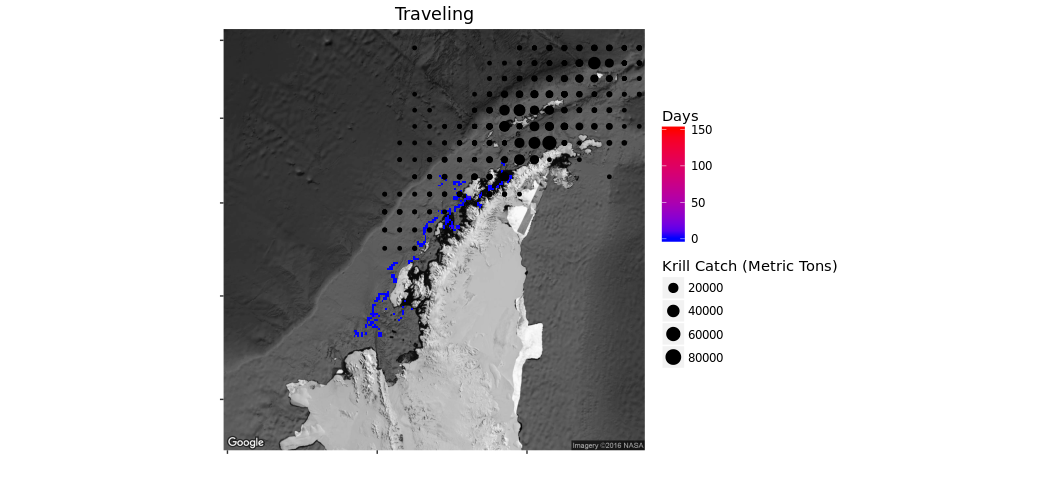 Traveling
Days
150
100
50
0
Krill Catch (Metric Tons)
20000
40000
60000
80000
Google
Imagery ©2016 NASA